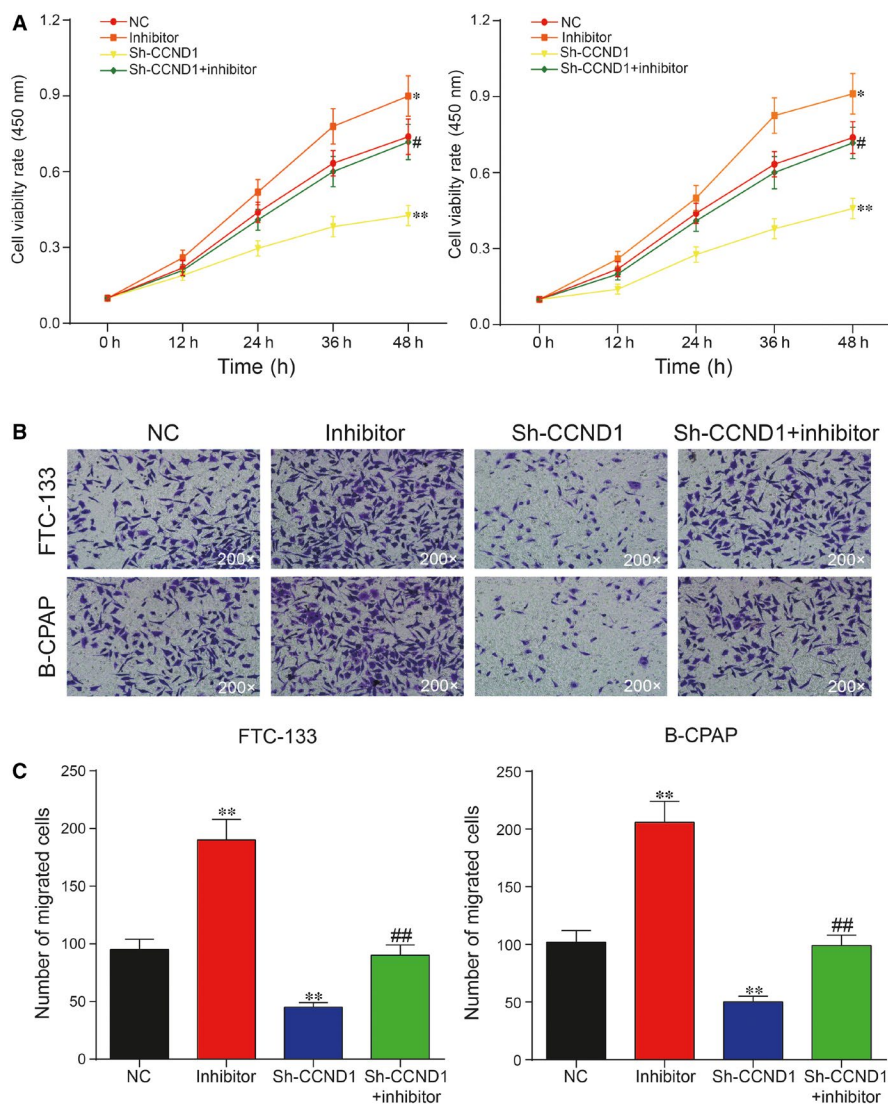 A
NC
Inhibitor
Sh-CCND1
Sh-CCND1+inhibitor
1.2
0.9
0.6
0.3
0.0
Cell viabilty rate (450 nm)
*
#
**
0 h 12 h 24 h 36 h 48 h
Time (h)
NC
Inhibitor
Sh-CCND1
Sh-CCND1+inhibitor
1.2
0.9
0.6
0.3
0.0
Cell viabilty rate (450 nm)
*
#
**
0 h 12 h 24 h 36 h 48 h
Time (h)
B
NC Inhibitor Sh-CCND1 Sh-CCND1+inhibitor
FTC-133
200× 200× 200× 200×
B-CPAP
200× 200× 200× 200×
C
FTC-133
250
200
150
100
50
0
Number of migrated cells
**
**
##
NC Inhibitor Sh-CCND1 Sh-CCND1
+inhibitor
B-CPAP
250
200
150
100
50
0
Number of migrated cells
**
**
##
NC Inhibitor Sh-CCND1 Sh-CCND1
+inhibitor